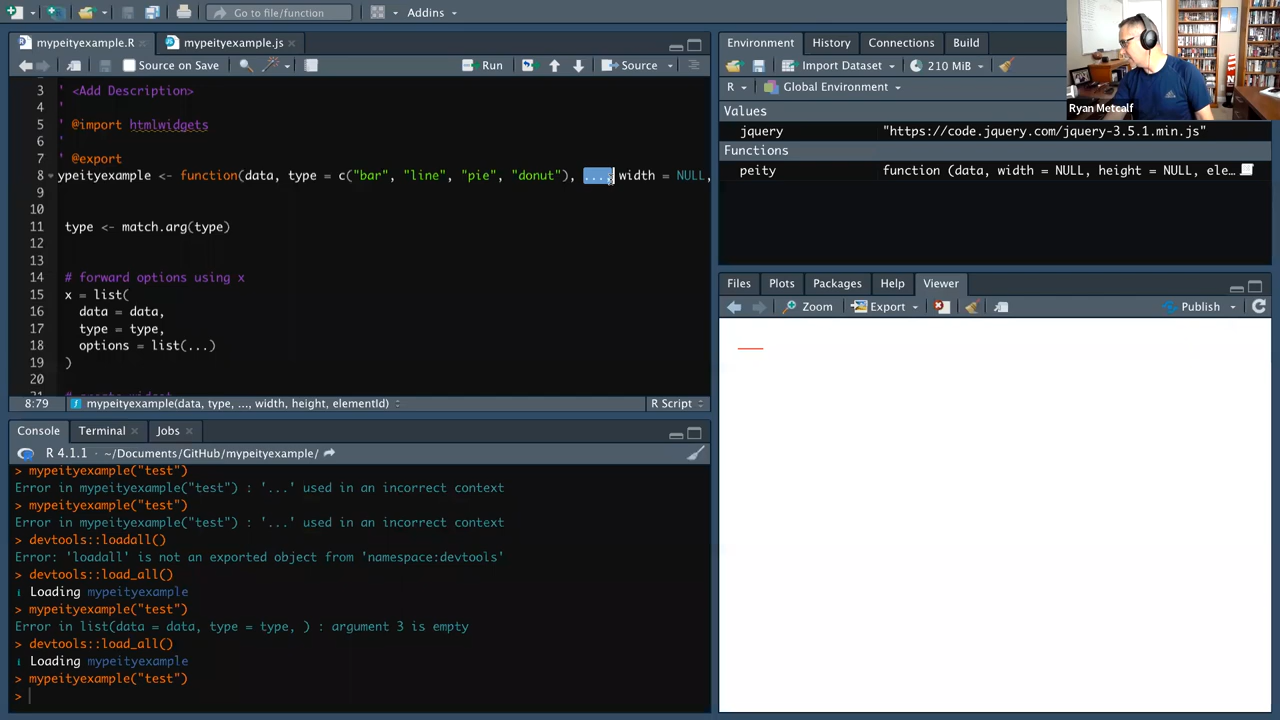 Go to file/function
Addins
mypeityexample.R
mypeityexample.js
Source on Save
Run
Source
3 ' <Add Description>
4 '
5 ' @import htmlwidgets
6 '
7 ' @export
8 ypeityexample <- function(data, type = c("bar", "line", "pie", "donut"), ..., width = NULL,
9
10
11 type <- match.arg(type)
12
13
14 # forward options using x
15 x = list(
16 data = data,
17 type = type,
18 options = list(...)
19 )
20
8:79 mypeityexample(data, type, ..., width, height, elementId) R Script
Console Terminal Jobs
R 4.1.1 · ~/Documents/GitHub/mypeityexample/
> mypeityexample("test")
Error in mypeityexample("test") : '...' used in an incorrect context
> mypeityexample("test")
Error in mypeityexample("test") : '...' used in an incorrect context
> devtools::loadall()
Error: 'loadall' is not an exported object from 'namespace:devtools'
> devtools::load_all()
i Loading mypeityexample
> mypeityexample("test")
Error in list(data = data, type = type, ) : argument 3 is empty
> devtools::load_all()
i Loading mypeityexample
> mypeityexample("test")
>
Environment History Connections Build
Import Dataset 210 MiB
R Global Environment
Values
jquery "https://code.jquery.com/jquery-3.5.1.min.js"
Functions
peity function (data, width = NULL, height = NULL, ele…
Files Plots Packages Help Viewer
Zoom Export Publish
Ryan Metcalf